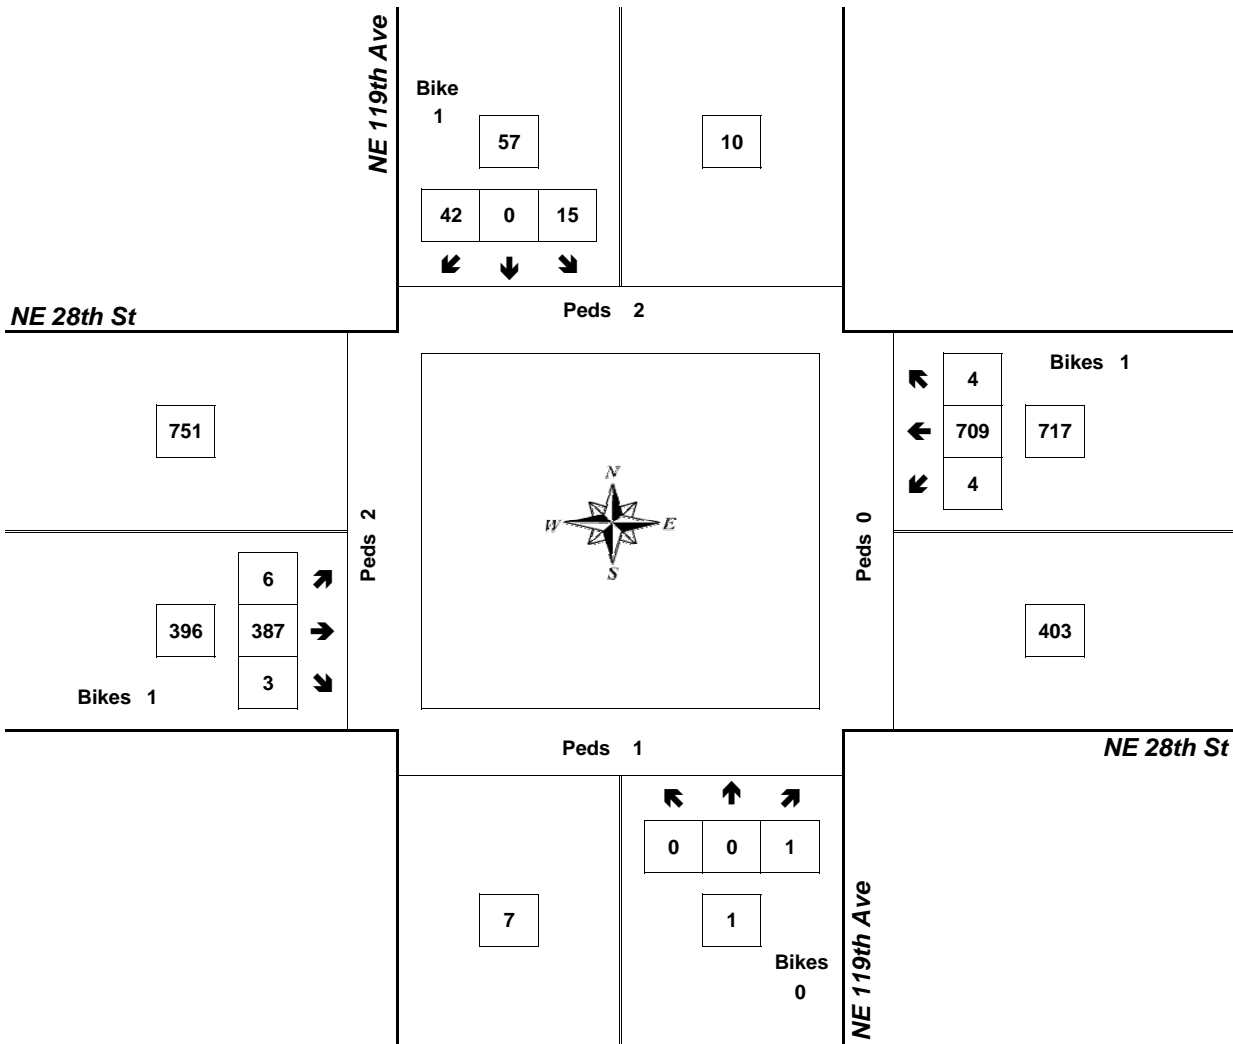 NE 119th Ave
Bike
1
57
10
42 0 15
NE 28th St
Peds 2
4
Bikes 1
751
709 717
4
N
W E
S
Peds 2
Peds 0
6
396 387
403
3
Bikes 1
Peds 1
NE 28th St
0 0 1
7
1
Bikes
0
NE 119th Ave